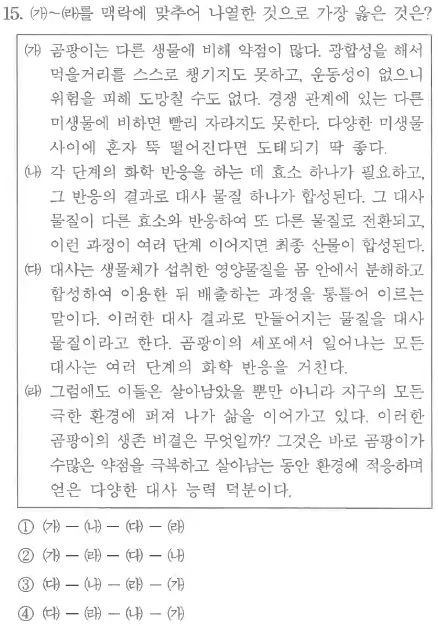 15. ㈎~㈑를 맥락에 맞추어 나열한 것으로 가장 옳은 것은?
㈎ 곰팡이는 다른 생물에 비해 약점이 많다. 광합성을 해서
먹을거리를 스스로 챙기지도 못하고, 운동성이 없으니
위험을 피해 도망칠 수도 없다. 경쟁 관계에 있는 다른
미생물에 비하면 빨리 자라지도 못한다. 다양한 미생물
사이에 혼자 뚝 떨어진다면 도태되기 딱 좋다.
㈏ 각 단계의 화학 반응을 하는 데 효소 하나가 필요하고,
그 반응의 결과로 대사 물질 하나가 합성된다. 그 대사
물질이 다른 효소와 반응하여 또 다른 물질로 전환되고,
이런 과정이 여러 단계 이어지면 최종 산물이 합성된다.
㈐ 대사는 생물체가 섭취한 영양물질을 몸 안에서 분해하고
합성하여 이용한 뒤 배출하는 과정을 통틀어 이르는
말이다. 이러한 대사 결과로 만들어지는 물질을 대사
물질이라고 한다. 곰팡이의 세포에서 일어나는 모든
대사는 여러 단계의 화학 반응을 거친다.
㈑ 그럼에도 이들은 살아남았을 뿐만 아니라 지구의 모든
극한 환경에 퍼져 나가 삶을 이어가고 있다. 이러한
곰팡이의 생존 비결은 무엇일까? 그것은 바로 곰팡이가
수많은 약점을 극복하고 살아남는 동안 환경에 적응하며
얻은 다양한 대사 능력 덕분이다.
① ㈎ — ㈏ — ㈐ — ㈑
② ㈎ — ㈑ — ㈐ — ㈏
③ ㈐ — ㈏ — ㈑ — ㈎
④ ㈐ — ㈑ — ㈏ — ㈎